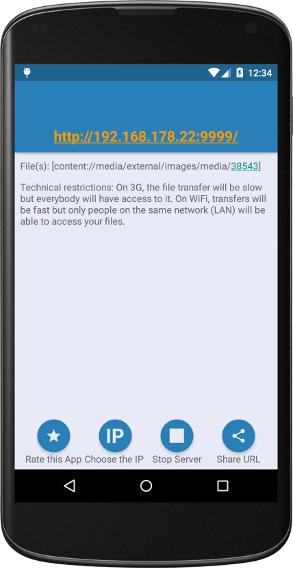 12:34
http://192.168.178.22:9999/
File(s): [content://media/external/images/media/38543]
Technical restrictions: On 3G, the file transfer will be slow
but everybody will have access to it. On WiFi, transfers will
be fast but only people on the same network (LAN) will be
able to access your files.
IP
Rate this App Choose the IP Stop Server Share URL